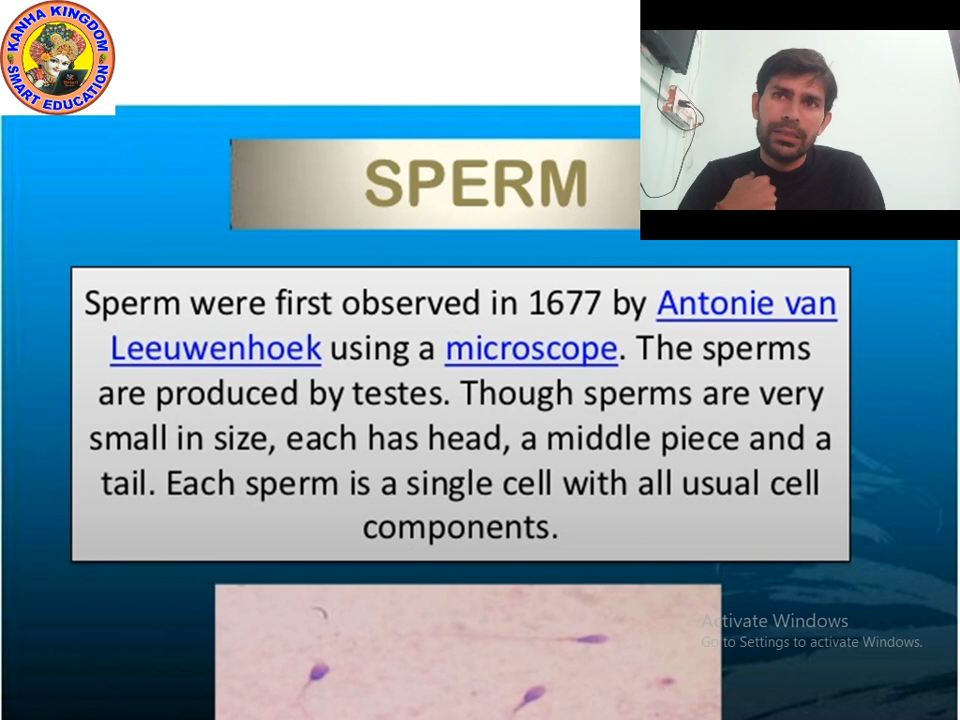 KANHA KINGDOM
SMART EDUCATION
SPERM
Sperm were first observed in 1677 by Antonie van
Leeuwenhoek using a microscope. The sperms
are produced by testes. Though sperms are very
small in size, each has head, a middle piece and a
tail. Each sperm is a single cell with all usual cell
components.
Activate Windows
Go to Settings to activate Windows.